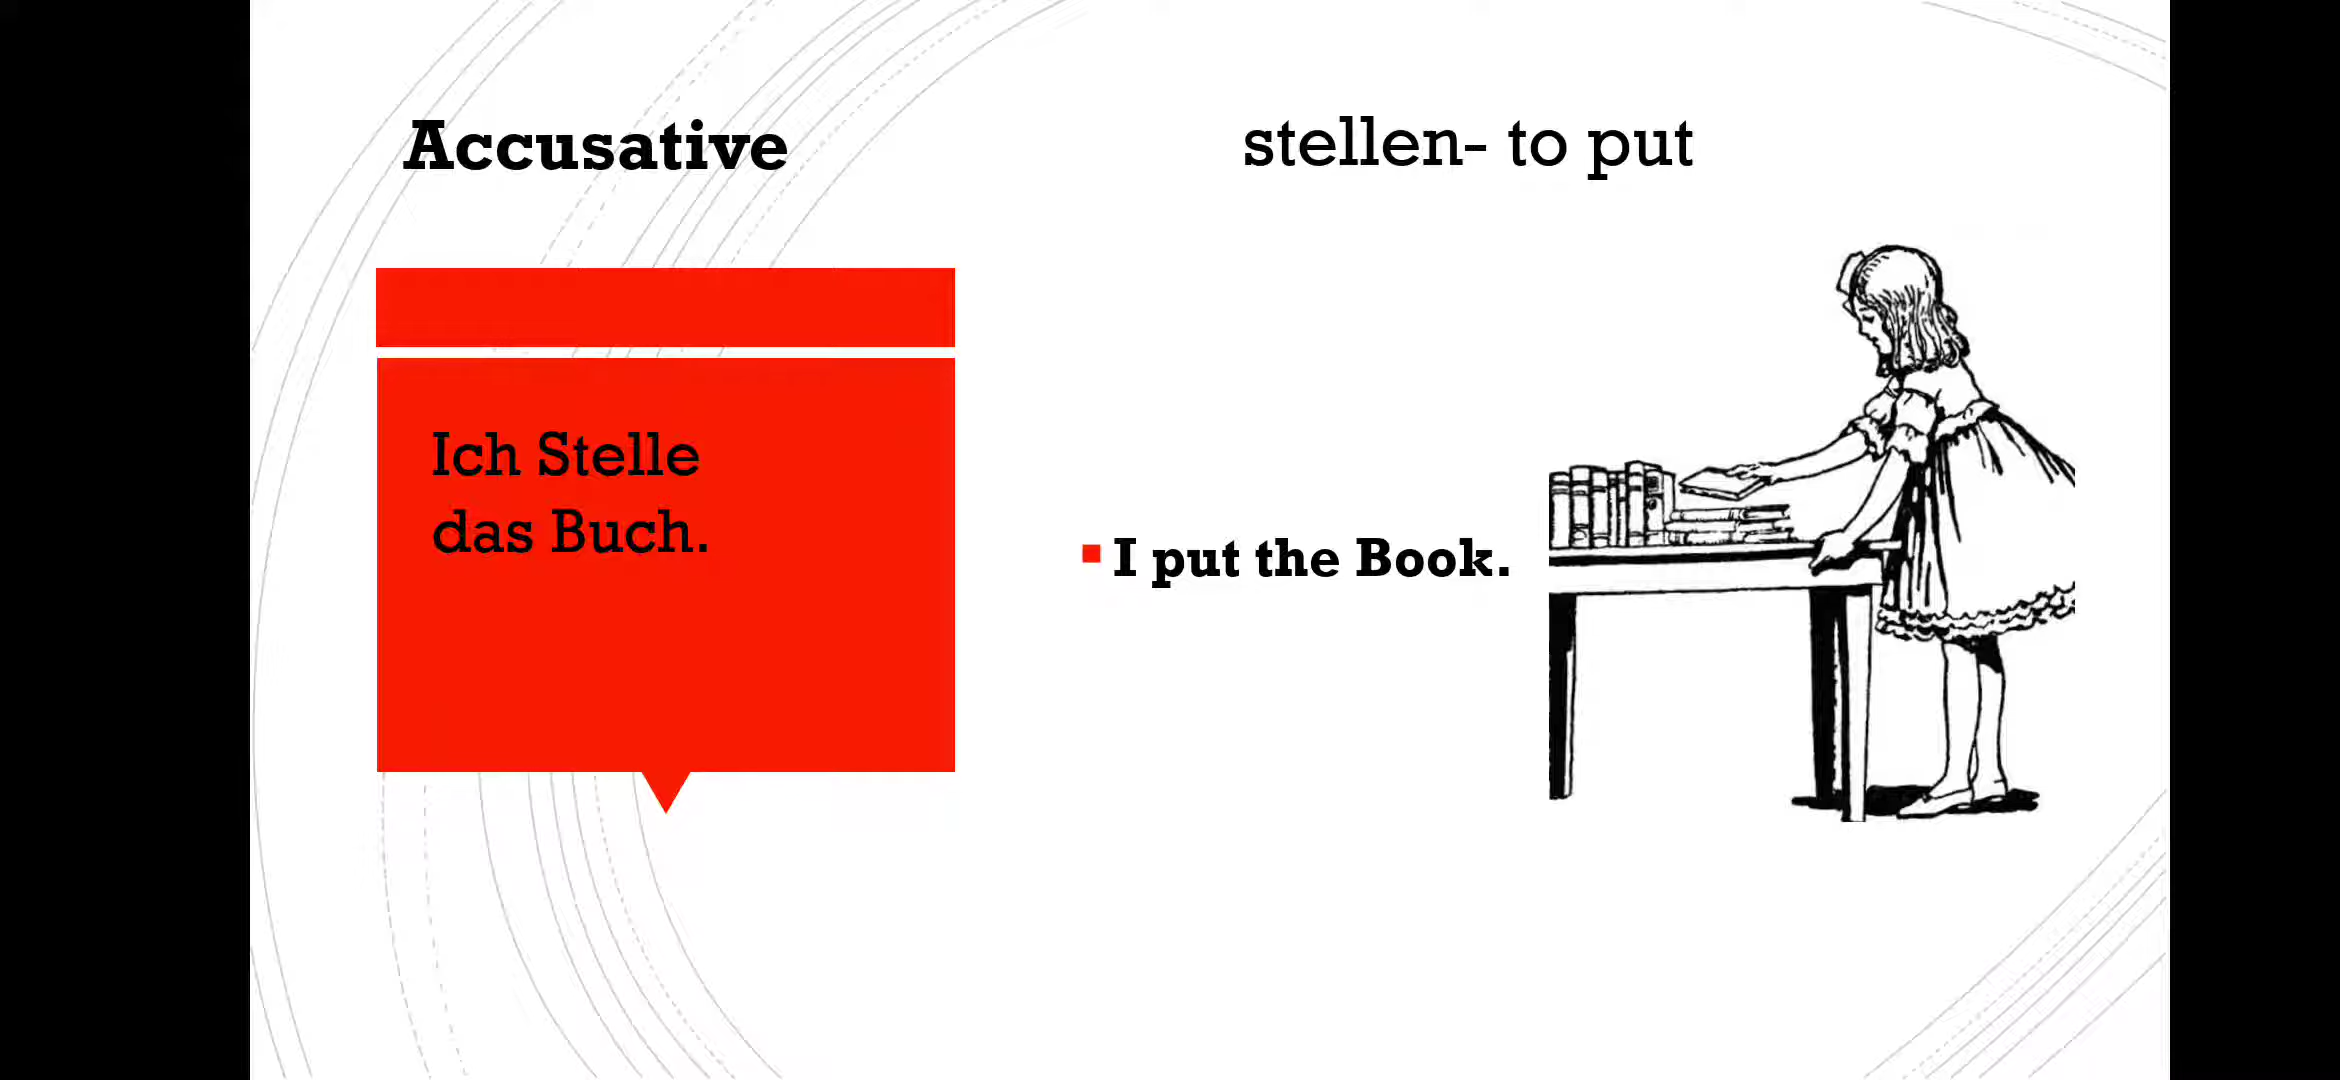 Accusative
stellen- to put
Ich Stelle
das Buch.
I put the Book.